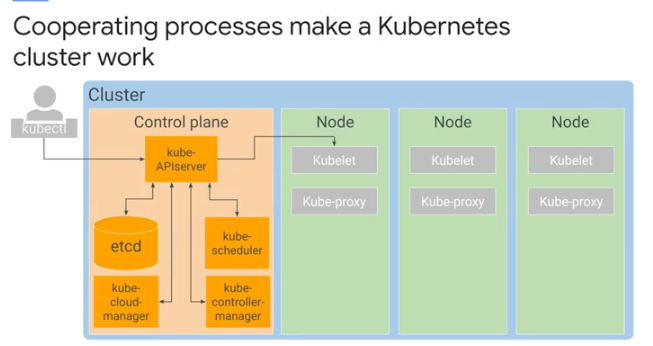 Cooperating processes make a Kubernetes
cluster work
Cluster
kubectl
Control plane
kube-
APIserver
etcd
kube-
scheduler
kube-
cloud-
manager
kube-
controller-
manager
Node
Kubelet
Kube-proxy
Node
Kubelet
Kube-proxy
Node
Kubelet
Kube-proxy